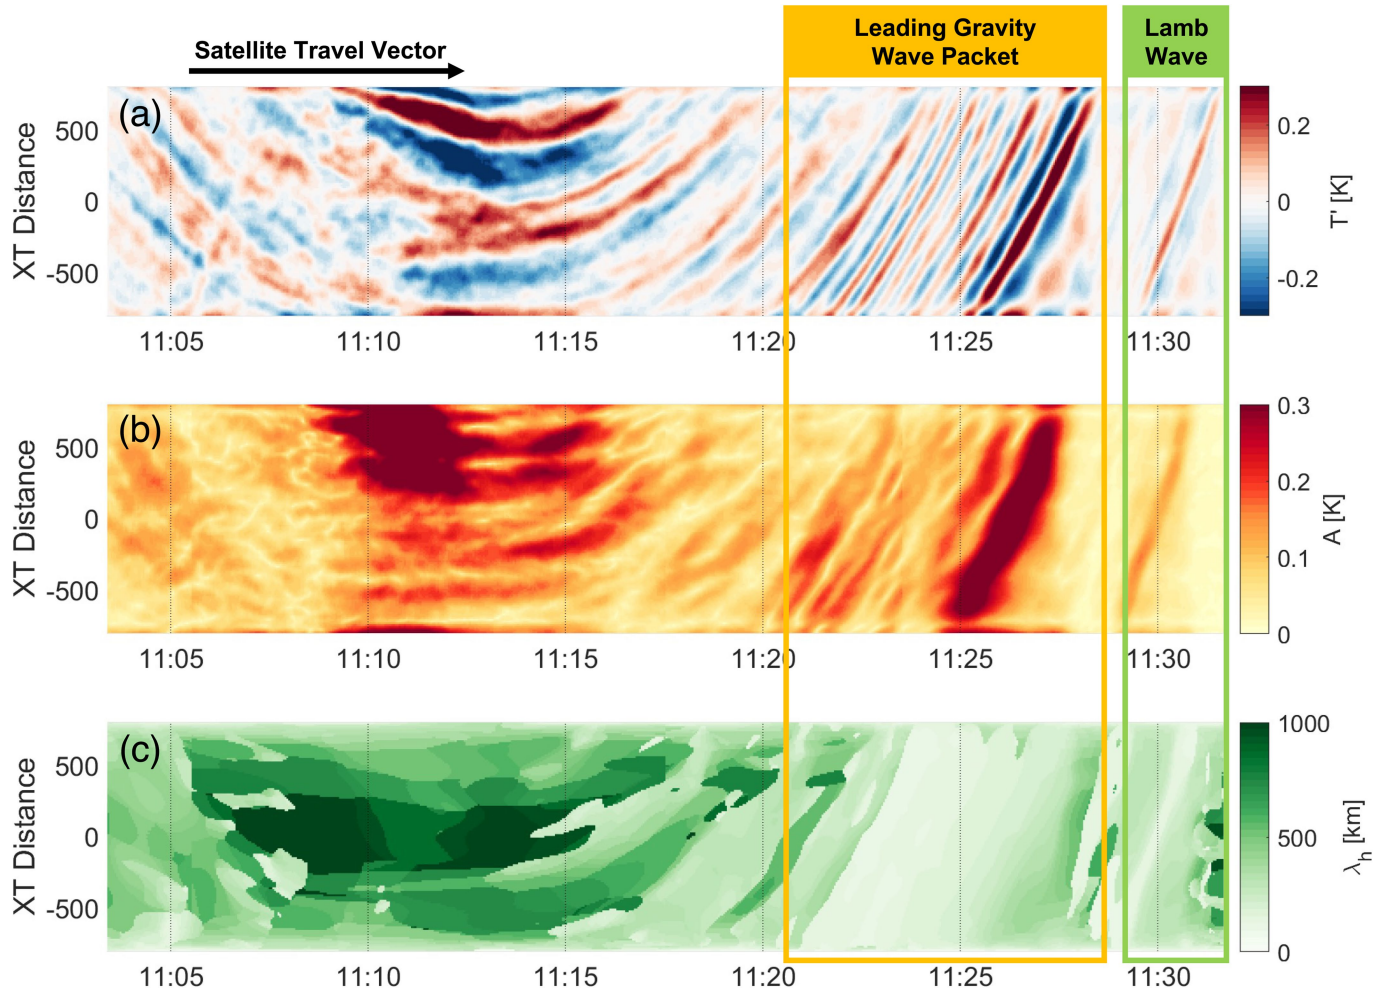 Satellite Travel Vector
Leading Gravity
Wave Packet
Lamb
Wave
(a)
XT Distance
500
0
-500
11:05
11:10
11:15
11:20
11:25
11:30
0.2
0
-0.2
T' [K]
(b)
XT Distance
500
0
-500
11:05
11:10
11:15
11:20
11:25
11:30
0.3
0.2
0.1
0
A [K]
(c)
XT Distance
500
0
-500
11:05
11:10
11:15
11:20
11:25
11:30
1000
500
0
λh [km]